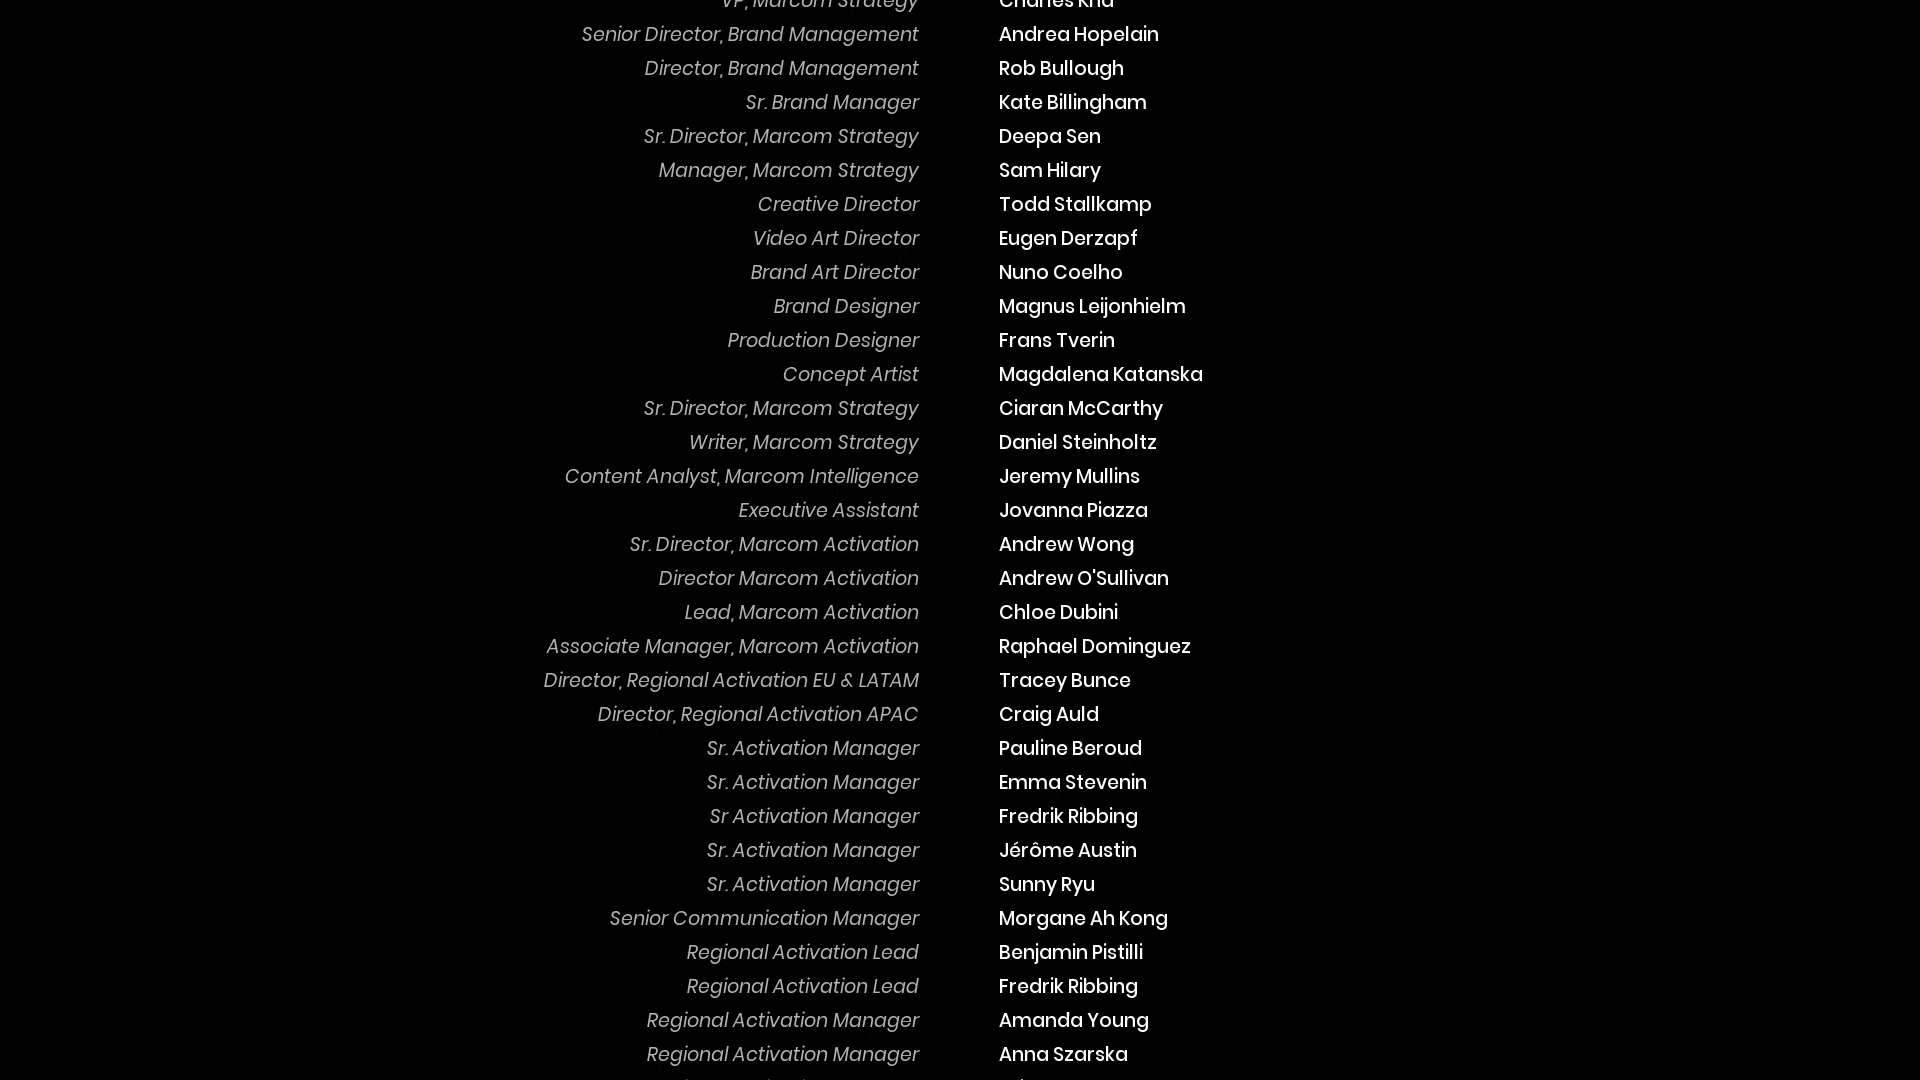 VP, Marcom Strategy Charles
Senior Director, Brand Management Andrea Hopelain
Director, Brand Management Rob Bullough
Sr. Brand Manager Kate Billingham
Sr. Director, Marcom Strategy Deepa Sen
Manager, Marcom Strategy Sam Hilary
Creative Director Todd Stallkamp
Video Art Director Eugen Derzapf
Brand Art Director Nuno Coelho
Brand Designer Magnus Leijonhielm
Production Designer Frans Tverin
Concept Artist Magdalena Katanska
Sr. Director, Marcom Strategy Ciaran McCarthy
Writer, Marcom Strategy Daniel Steinholtz
Content Analyst, Marcom Intelligence Jeremy Mullins
Executive Assistant Jovanna Piazza
Sr. Director, Marcom Activation Andrew Wong
Director Marcom Activation Andrew O'Sullivan
Lead, Marcom Activation Chloe Dubini
Associate Manager, Marcom Activation Raphael Dominguez
Director, Regional Activation EU & LATAM Tracey Bunce
Director, Regional Activation APAC Craig Auld
Sr. Activation Manager Pauline Beroud
Sr. Activation Manager Emma Stevenin
Sr Activation Manager Fredrik Ribbing
Sr. Activation Manager Jérôme Austin
Sr. Activation Manager Sunny Ryu
Senior Communication Manager Morgane Ah Kong
Regional Activation Lead Benjamin Pistilli
Regional Activation Lead Fredrik Ribbing
Regional Activation Manager Amanda Young
Regional Activation Manager Anna Szarska